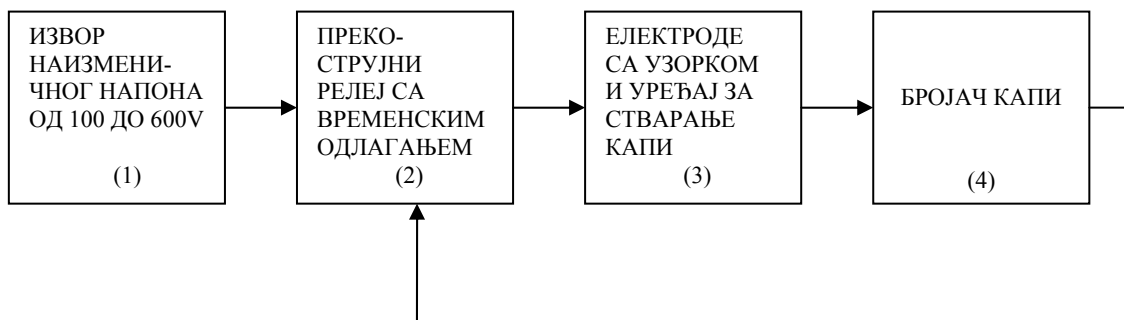 ИЗВОР
НАИЗМЕНИ-
ЧНОГ НАПОНА
ОД 100 ДО 600V
(1)
ПРЕКО-
СТРУЈНИ
РЕЛЕЈ СА
ВРЕМЕНСКИМ
ОДЛАГАЊЕМ
(2)
ЕЛЕКТРОДЕ
СА УЗОРКОМ
И УРЕЂАЈ ЗА
СТВАРАЊЕ
КАПИ
(3)
БРОЈАЧ КАПИ
(4)